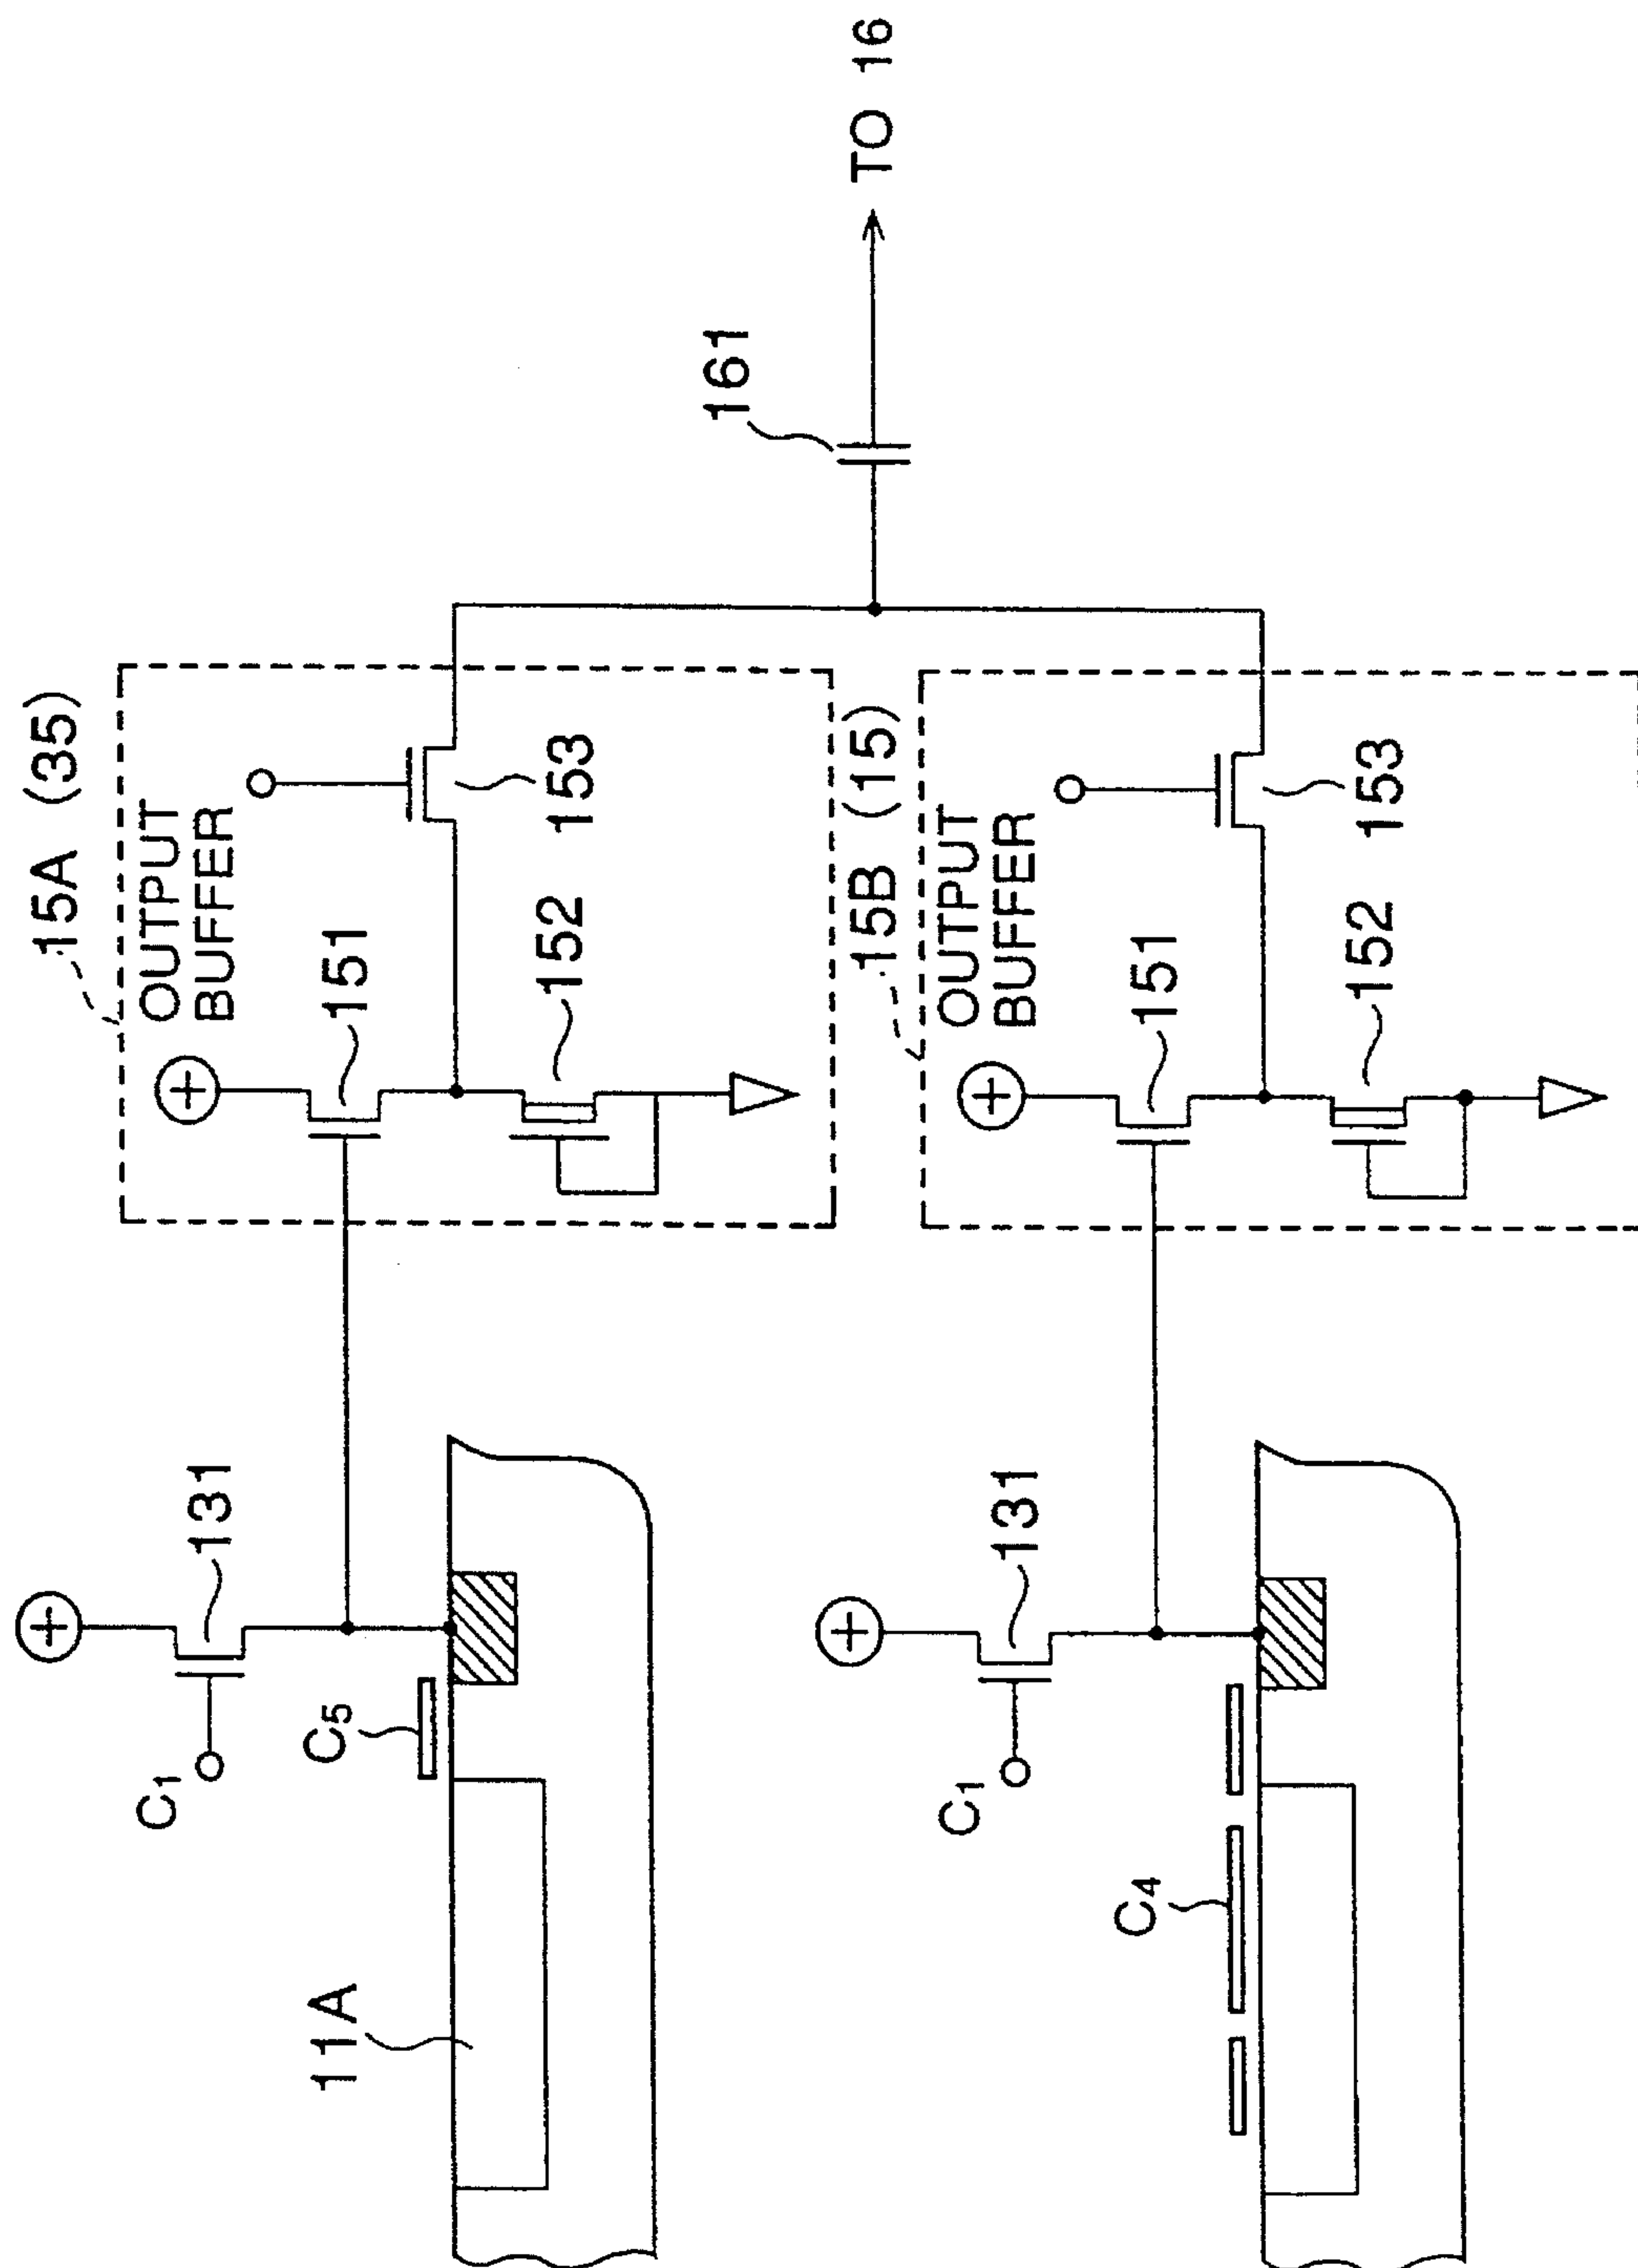 15A (35)
OUTPUT
BUFFER
151
152
153
131
C1
C5
11A
161
TO 16
15B (15)
OUTPUT
BUFFER
151
152
153
131
C1
C4